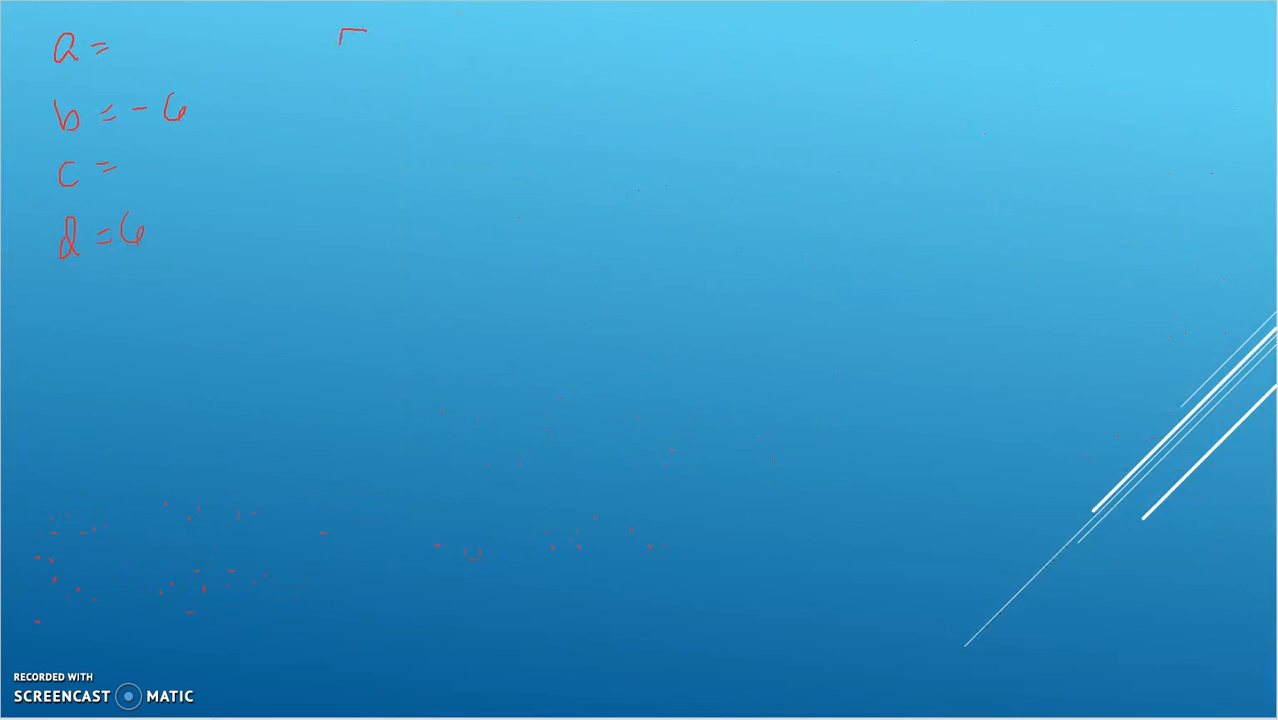 a =
b = - 6
c =
d = 6
RECORDED WITH
SCREENCAST MATIC